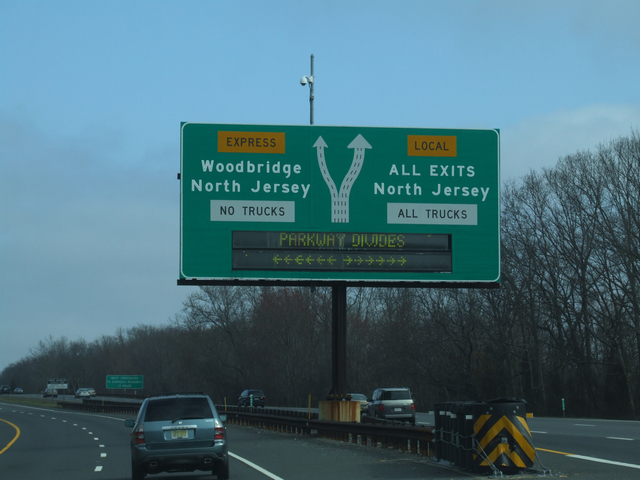 EXPRESS
LOCAL
Woodbridge
North Jersey
ALL EXITS
North Jersey
NO TRUCKS
ALL TRUCKS
PARKWAY DIVIDES